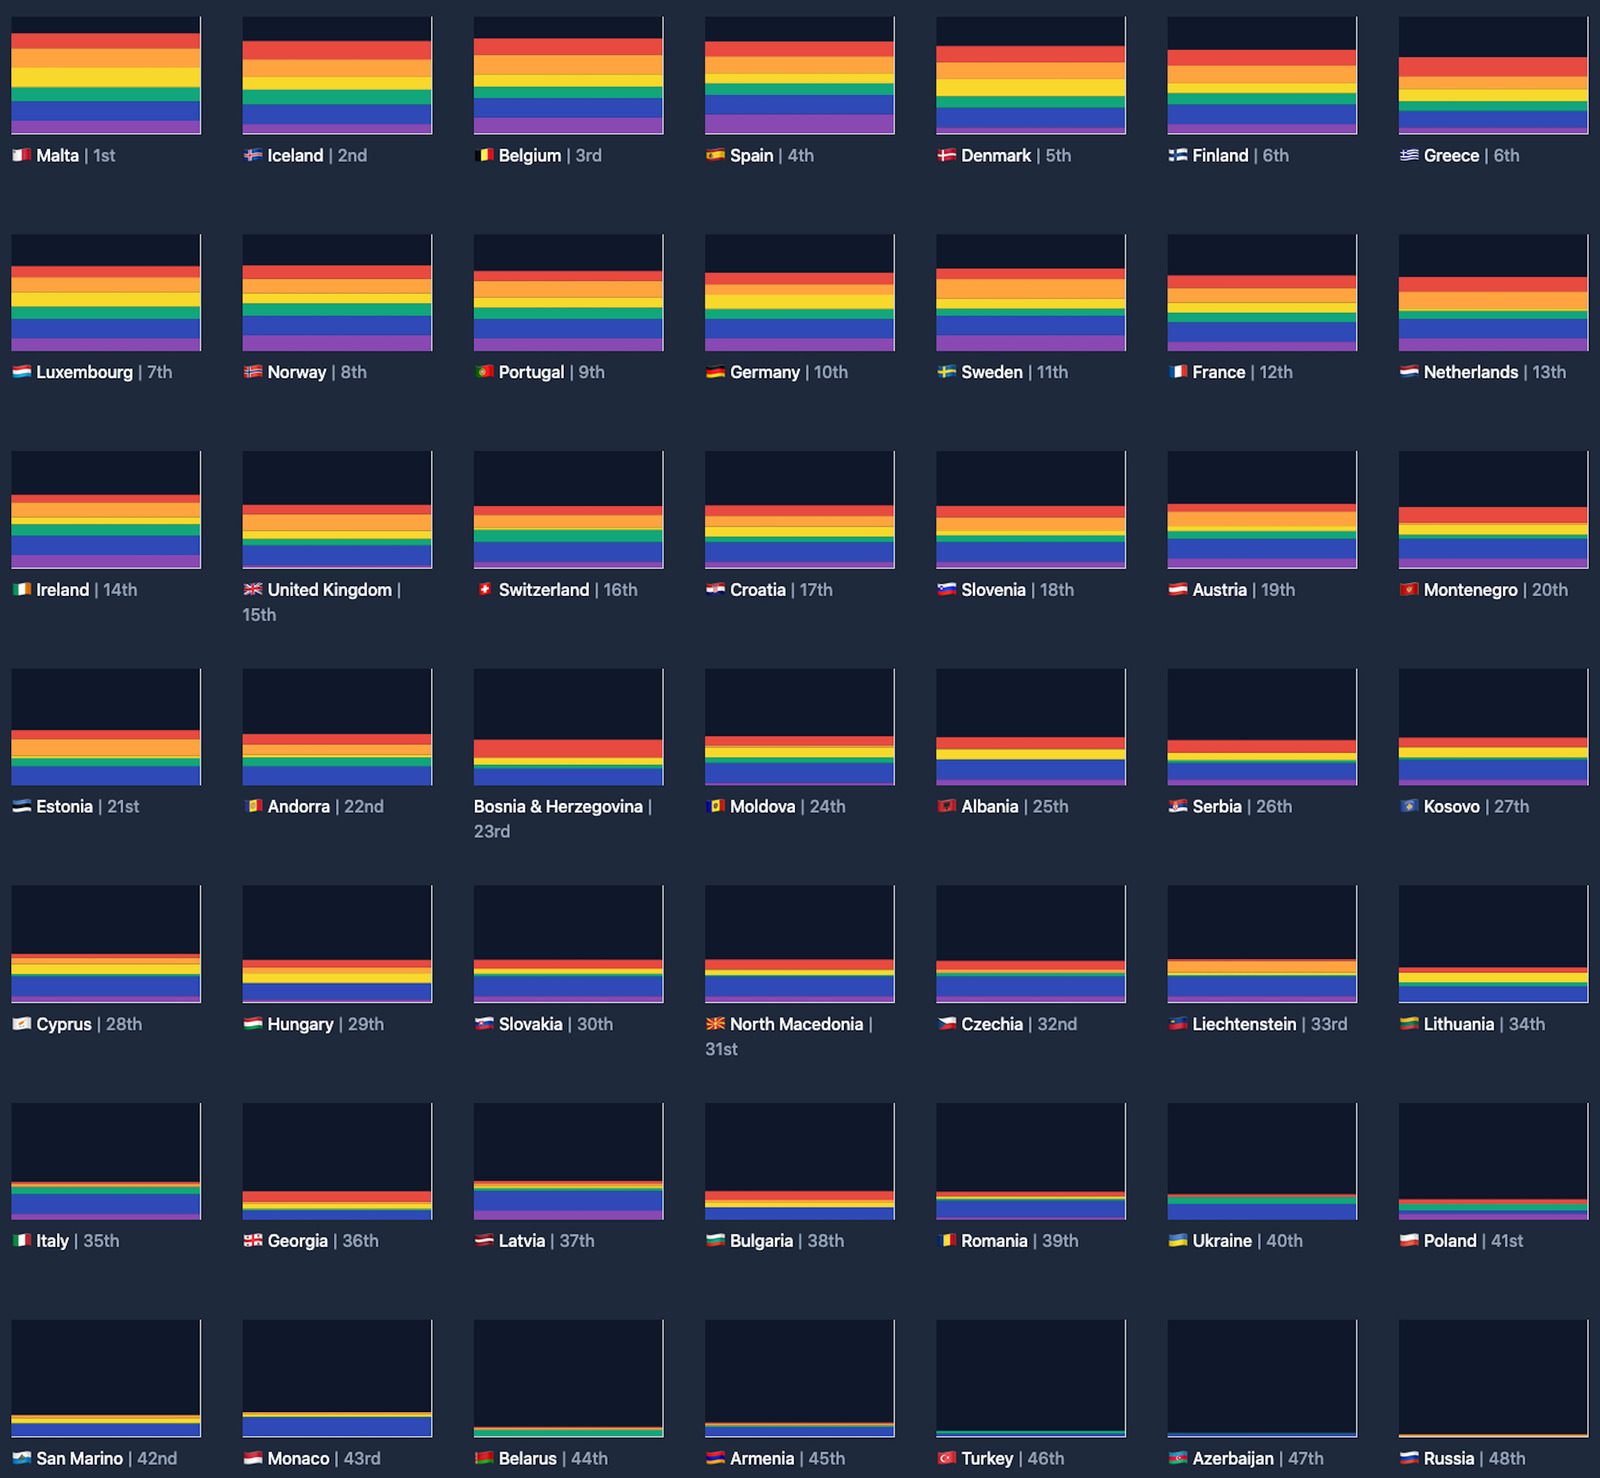 Malta | 1st
Iceland | 2nd
Belgium | 3rd
Spain | 4th
Denmark | 5th
Finland | 6th
Greece | 6th
Luxembourg | 7th
Norway | 8th
Portugal | 9th
Germany | 10th
Sweden | 11th
France | 12th
Netherlands | 13th
Ireland | 14th
United Kingdom |
15th
Switzerland | 16th
Croatia | 17th
Slovenia | 18th
Austria | 19th
Montenegro | 20th
Estonia | 21st
Andorra | 22nd
Bosnia & Herzegovina |
23rd
Moldova | 24th
Albania | 25th
Serbia | 26th
Kosovo | 27th
Cyprus | 28th
Hungary | 29th
Slovakia | 30th
North Macedonia |
31st
Czechia | 32nd
Liechtenstein | 33rd
Lithuania | 34th
Italy | 35th
Georgia | 36th
Latvia | 37th
Bulgaria | 38th
Romania | 39th
Ukraine | 40th
Poland | 41st
San Marino | 42nd
Monaco | 43rd
Belarus | 44th
Armenia | 45th
Turkey | 46th
Azerbaijan | 47th
Russia | 48th